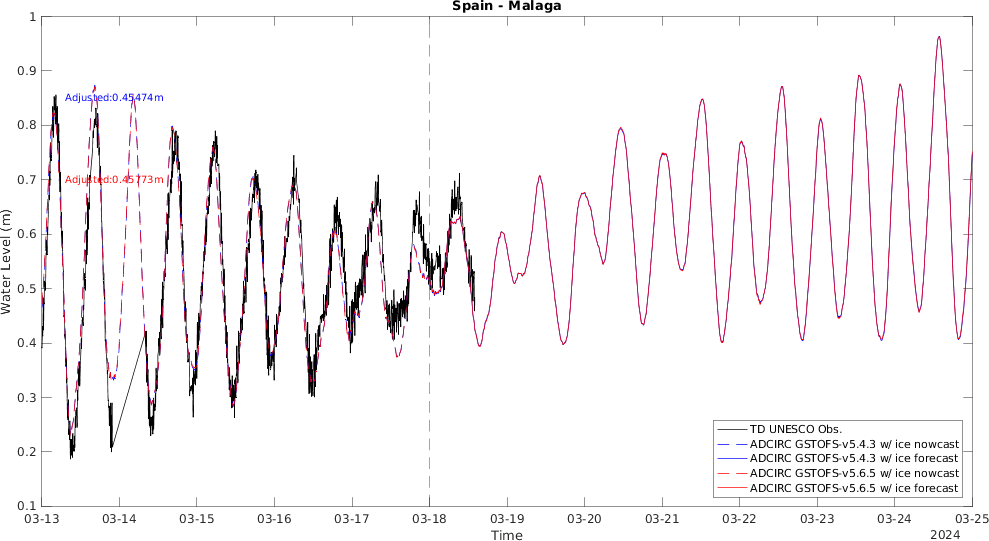 Spain - Malaga
1
0.9
0.8
0.7
0.6
0.5
0.4
0.3
0.2
0.1
Water Level (m)
Adjusted:0.45474m
Adjusted:0.45773m
TD UNESCO Obs.
ADCIRC GSTOFS-v5.4.3 w/ ice nowcast
ADCIRC GSTOFS-v5.4.3 w/ ice forecast
ADCIRC GSTOFS-v5.6.5 w/ ice nowcast
ADCIRC GSTOFS-v5.6.5 w/ ice forecast
03-13 03-14 03-15 03-16 03-17 03-18 03-19 03-20 03-21 03-22 03-23 03-24 03-25
Time
2024